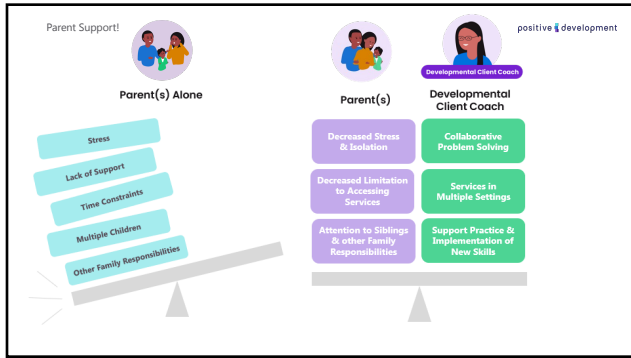 Parent Support!
positive development
Developmental Client Coach
Parent(s) Alone
Parent(s)
Developmental
Client Coach
Stress
Lack of Support
Time Constraints
Multiple Children
Other Family Responsibilities
Decreased Stress
& Isolation
Collaborative
Problem Solving
Decreased Limitation
to Accessing
Services
Services in
Multiple Settings
Attention to Siblings
& other Family
Responsibilities
Support Practice &
Implementation of
New Skills